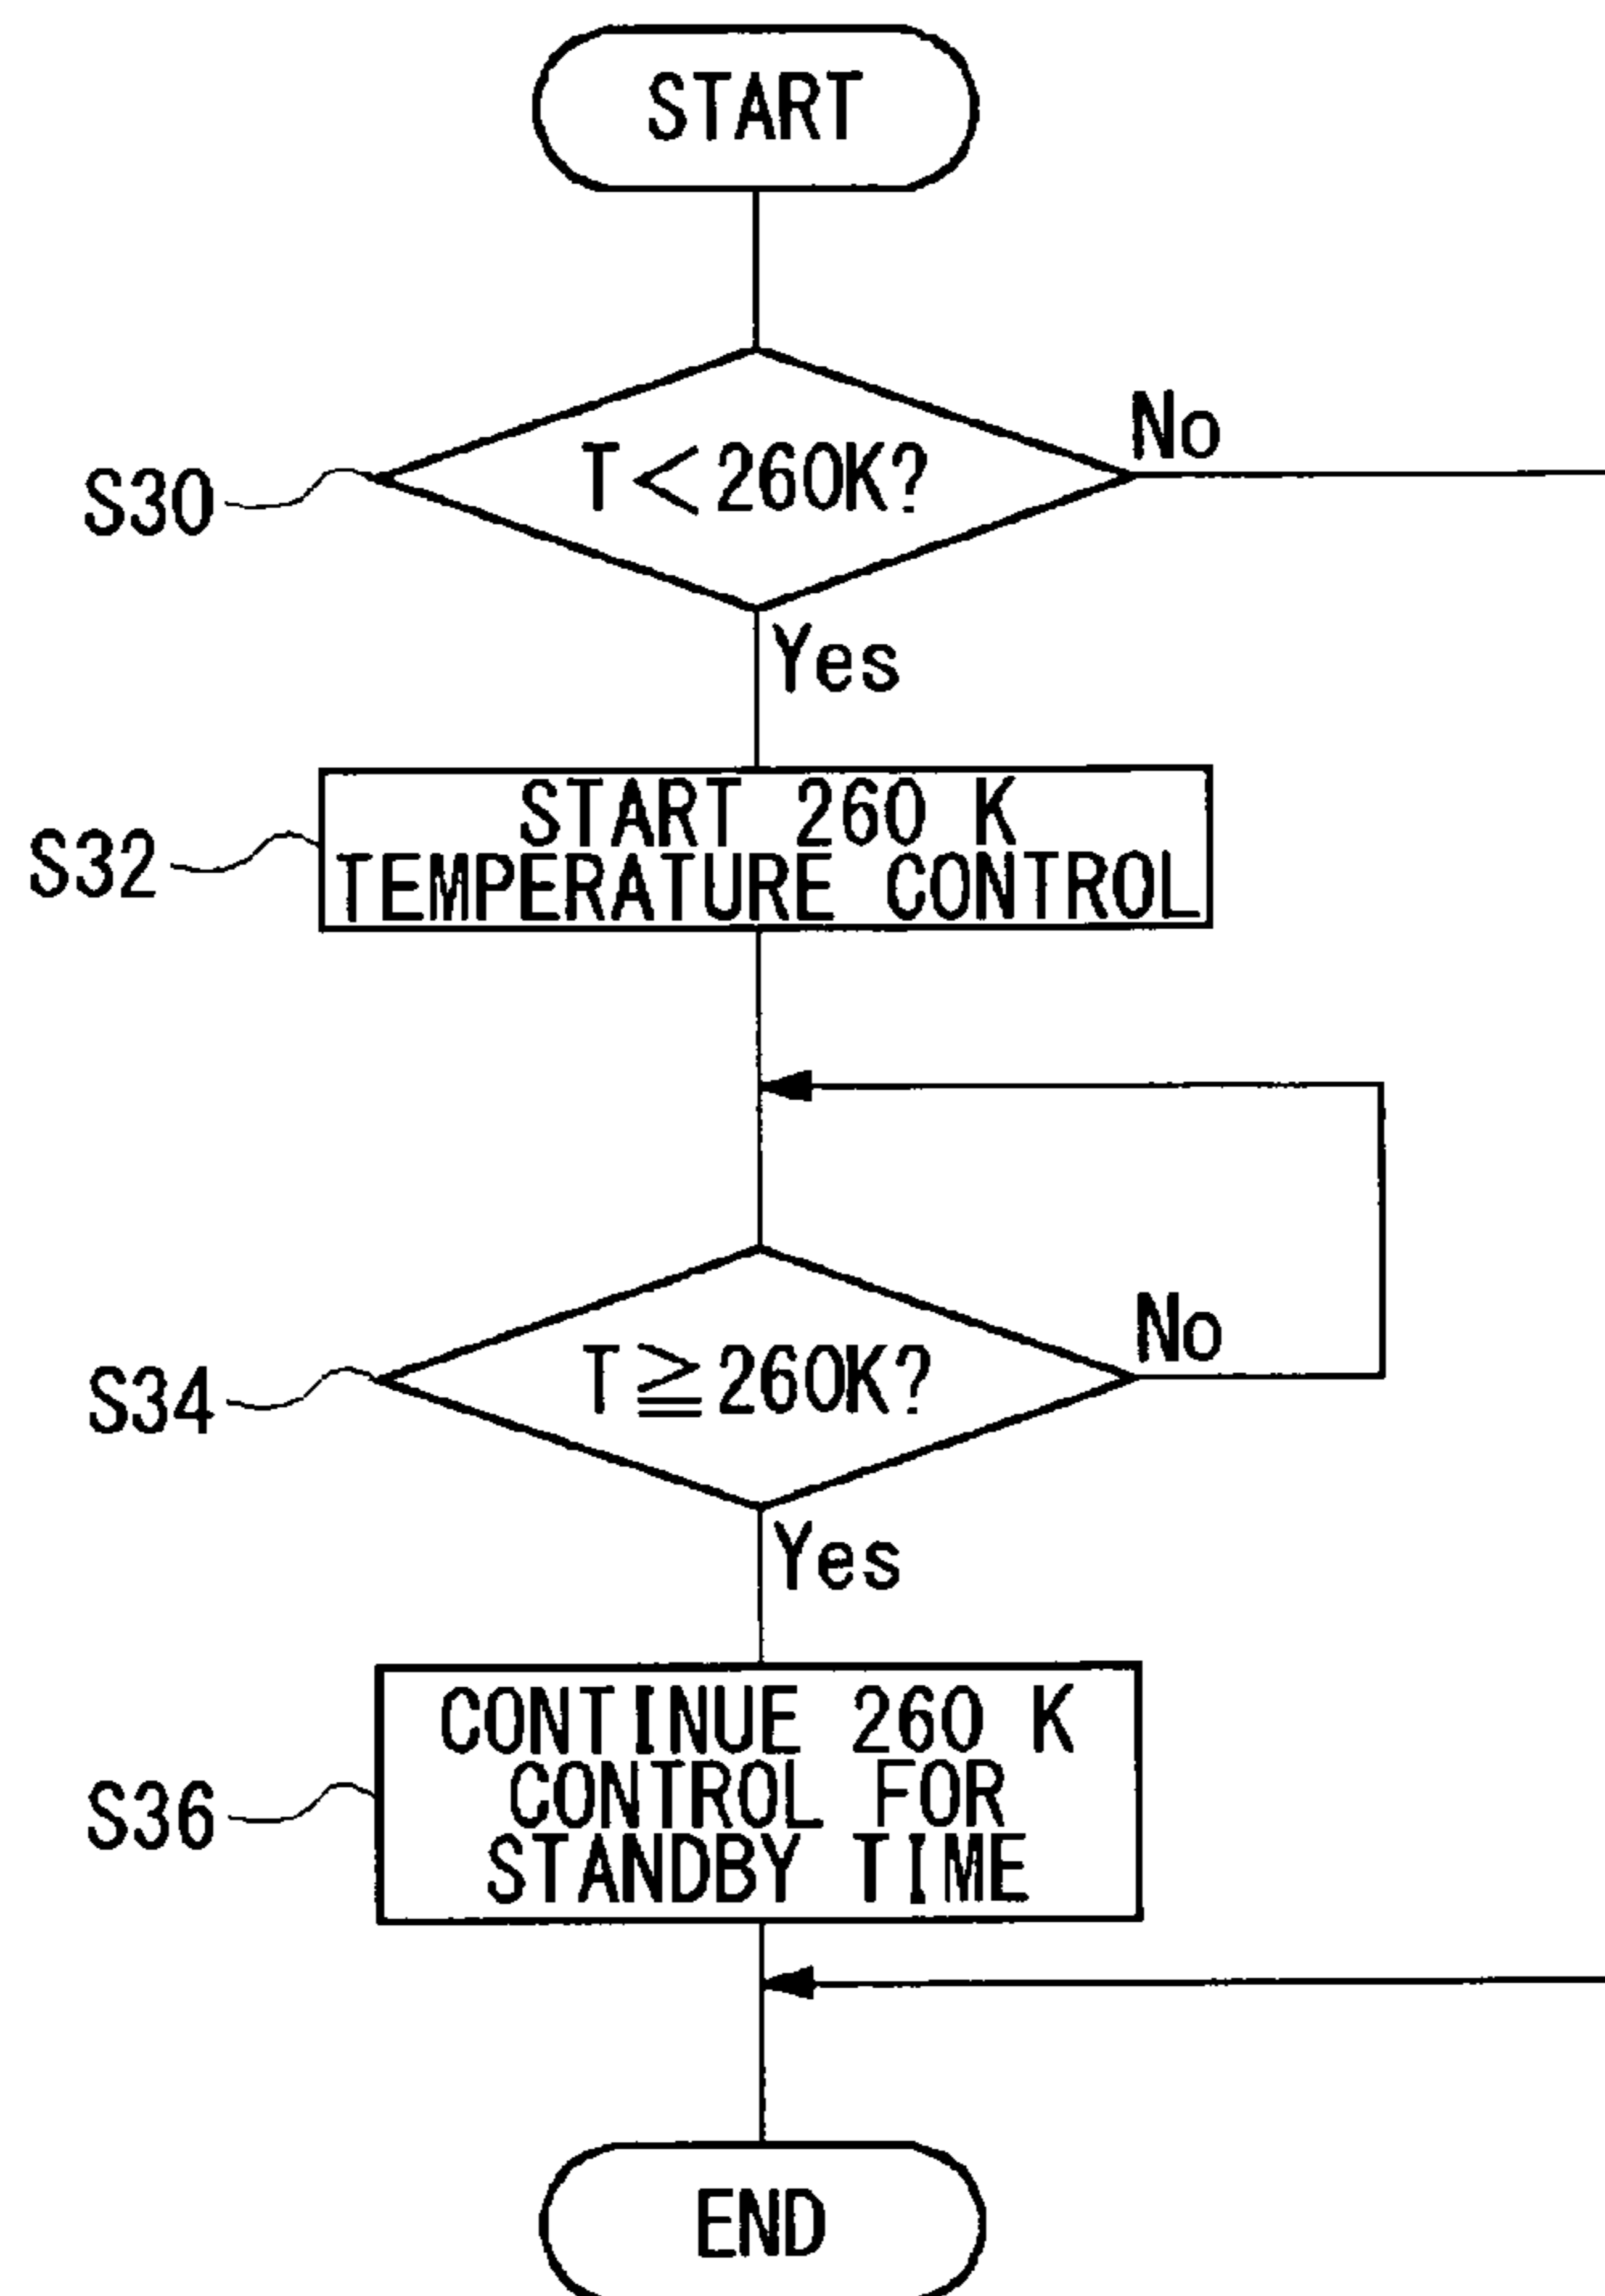 START
No
S30
T<260K?
Yes
S32
START 260 K
TEMPERATURE CONTROL
No
S34
T≧260K?
Yes
S36
CONTINUE 260 K
CONTROL FOR
STANDBY TIME
END